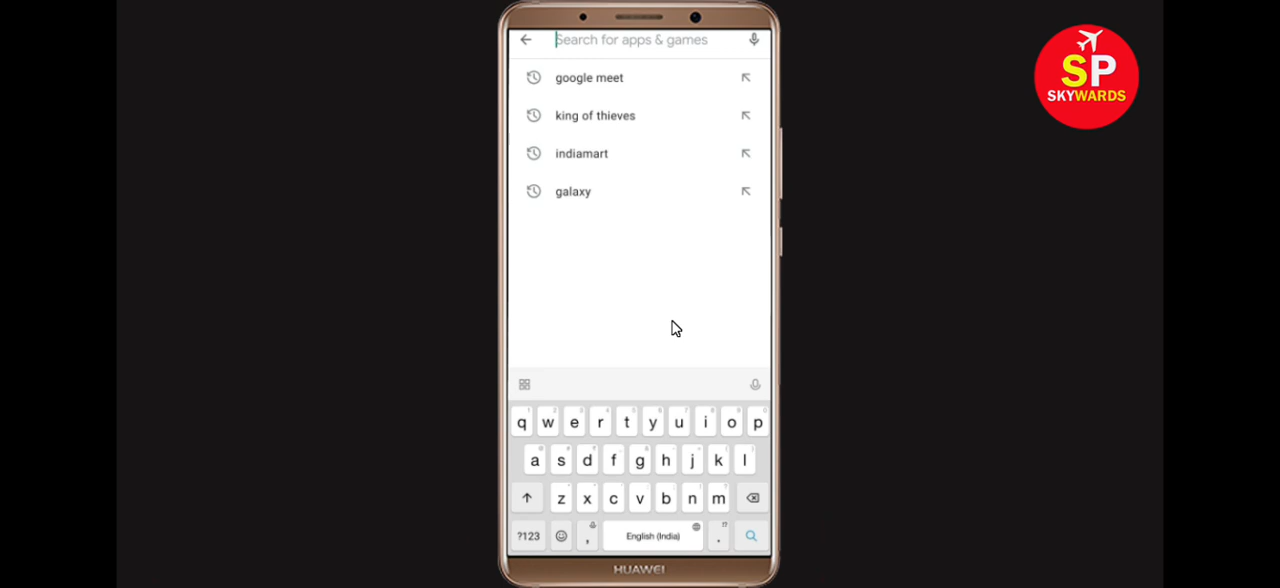 Search for apps & games
SP
SKYWARDS
google meet
king of thieves
indiamart
galaxy
q w e r t y u i o p
a s d f g h j k l
z x c v b n m
?123 , English (India) .
HUAWEI